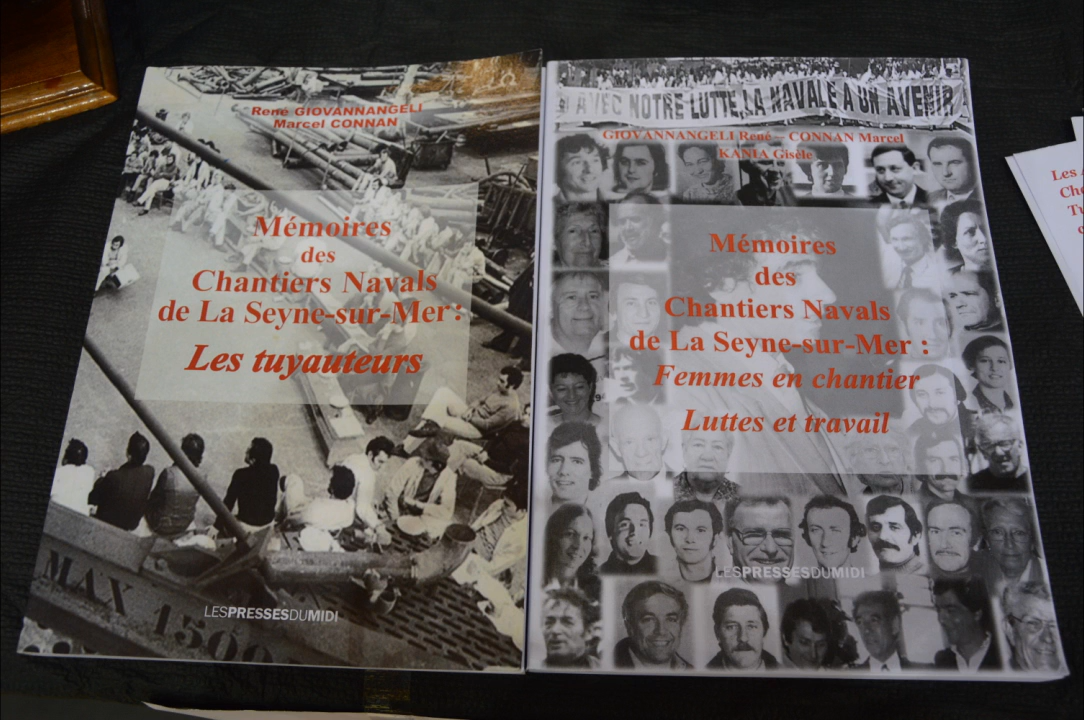 René GIOVANNANGELI
Marcel CONNAN
Mémoires
des
Chantiers Navals
de La Seyne-sur-Mer :
Les tuyauteurs
MAX 1500
LESPRESSESDUMIDI
AVEC NOTRE LUTTE, LA NAVALE A UN AVENIR
GIOVANNANGELI René – CONNAN Marcel
KANIA Gisèle
Mémoires
des
Chantiers Navals
de La Seyne-sur-Mer :
Femmes en chantier
Luttes et travail
LESPRESSESDUMIDI
Les